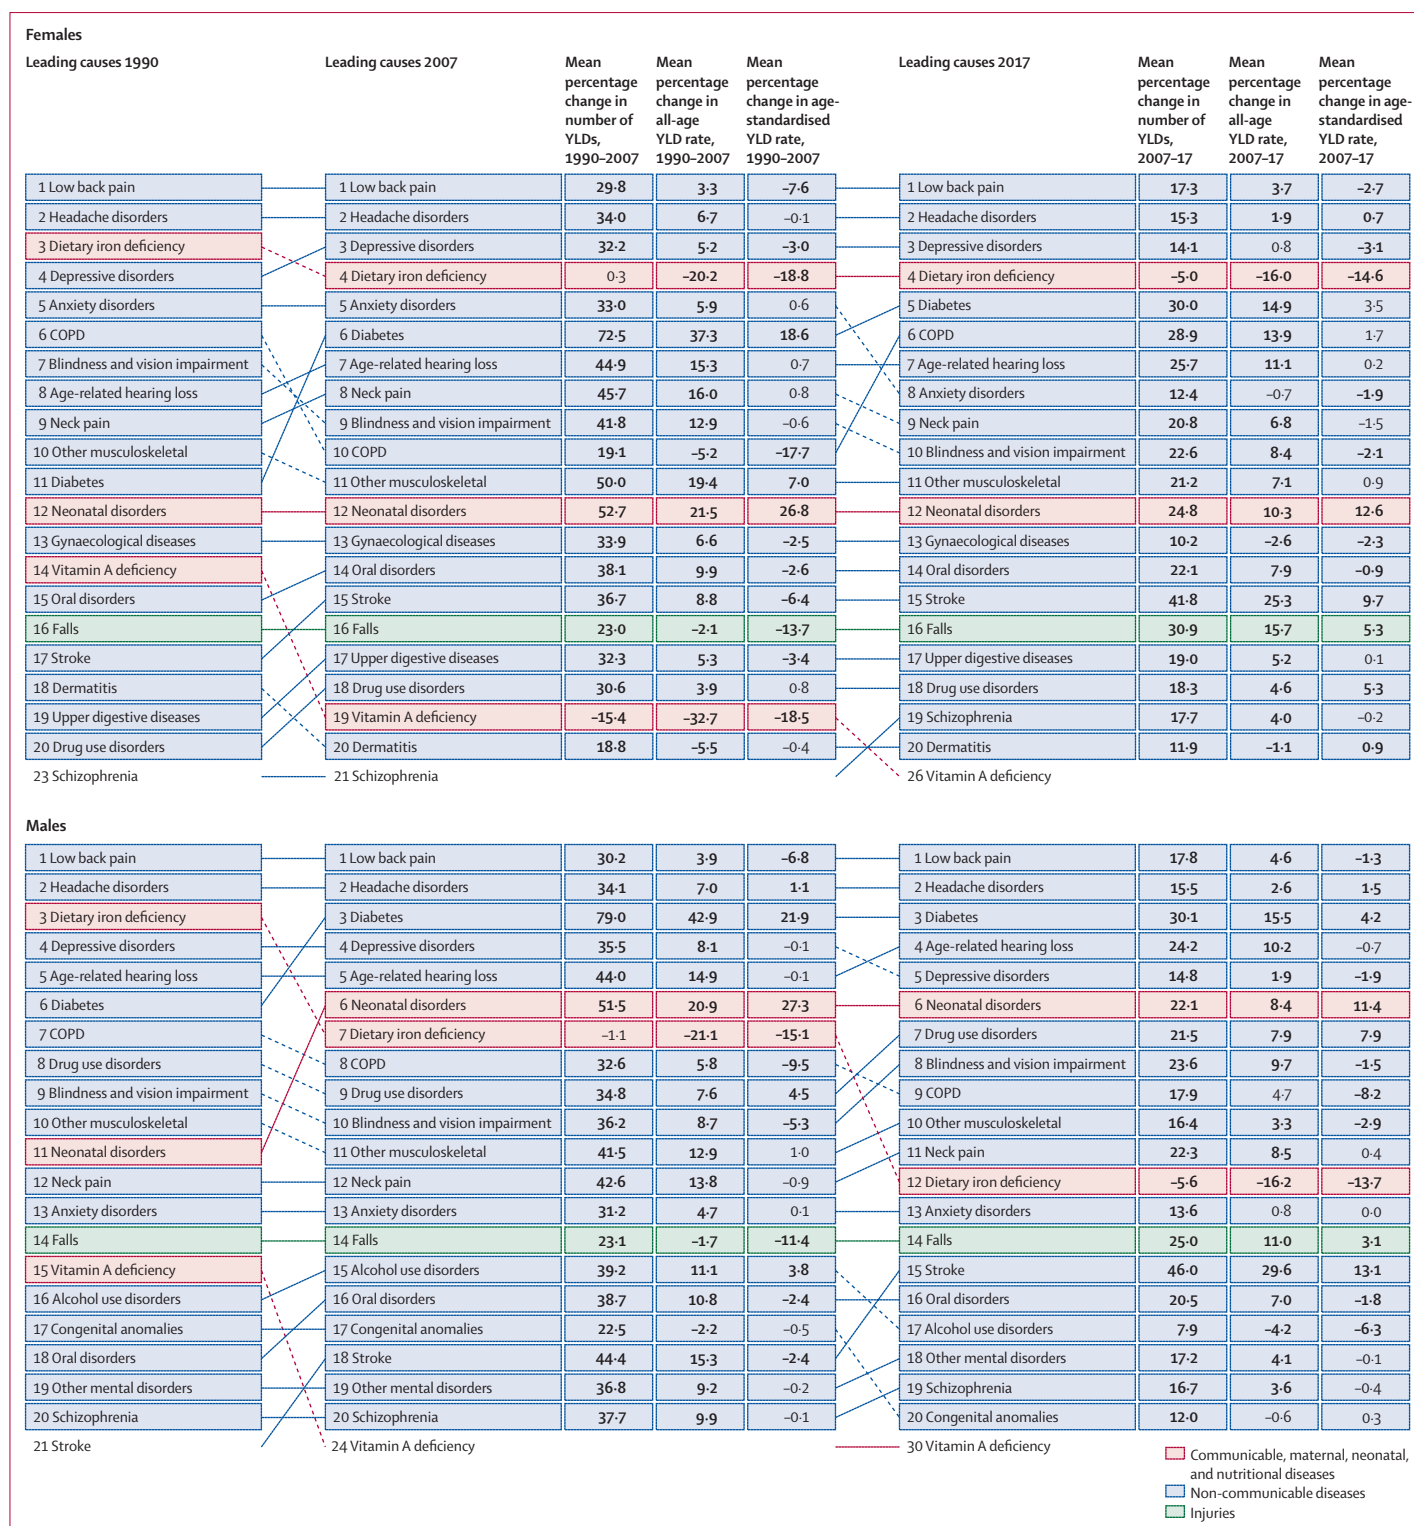 Females
Leading causes 1990 Leading causes 2007 Mean percentage change in number of YLDs, 1990–2007 Mean percentage change in all-age YLD rate, 1990–2007 Mean percentage change in age-standardised YLD rate, 1990–2007 Leading causes 2017 Mean percentage change in number of YLDs, 2007–17 Mean percentage change in all-age YLD rate, 2007–17 Mean percentage change in age-standardised YLD rate, 2007–17
1 Low back pain 1 Low back pain 29·8 3·3 –7·6 1 Low back pain 17·3 3·7 –2·7
2 Headache disorders 2 Headache disorders 34·0 6·7 –0·1 2 Headache disorders 15·3 1·9 0·7
3 Dietary iron deficiency 3 Depressive disorders 32·2 5·2 –3·0 3 Depressive disorders 14·1 0·8 –3·1
4 Depressive disorders 4 Dietary iron deficiency 0·3 –20·2 –18·8 4 Dietary iron deficiency –5·0 –16·0 –14·6
5 Anxiety disorders 5 Anxiety disorders 33·0 5·9 0·6 5 Diabetes 30·0 14·9 3·5
6 COPD 6 Diabetes 72·5 37·3 18·6 6 COPD 28·9 13·9 1·7
7 Blindness and vision impairment 7 Age-related hearing loss 44·9 15·3 0·7 7 Age-related hearing loss 25·7 11·1 0·2
8 Age-related hearing loss 8 Neck pain 45·7 16·0 0·8 8 Anxiety disorders 12·4 –0·7 –1·9
9 Neck pain 9 Blindness and vision impairment 41·8 12·9 –0·6 9 Neck pain 20·8 6·8 –1·5
10 Other musculoskeletal 10 COPD 19·1 –5·2 –17·7 10 Blindness and vision impairment 22·6 8·4 –2·1
11 Diabetes 11 Other musculoskeletal 50·0 19·4 7·0 11 Other musculoskeletal 21·2 7·1 0·9
12 Neonatal disorders 12 Neonatal disorders 52·7 21·5 26·8 12 Neonatal disorders 24·8 10·3 12·6
13 Gynaecological diseases 13 Gynaecological diseases 33·9 6·6 –2·5 13 Gynaecological diseases 10·2 –2·6 –2·3
14 Vitamin A deficiency 14 Oral disorders 38·1 9·9 –2·6 14 Oral disorders 22·1 7·9 –0·9
15 Oral disorders 15 Stroke 36·7 8·8 –6·4 15 Stroke 41·8 25·3 9·7
16 Falls 16 Falls 23·0 –2·1 –13·7 16 Falls 30·9 15·7 5·3
17 Stroke 17 Upper digestive diseases 32·3 5·3 –3·4 17 Upper digestive diseases 19·0 5·2 0·1
18 Dermatitis 18 Drug use disorders 30·6 3·9 0·8 18 Drug use disorders 18·3 4·6 5·3
19 Upper digestive diseases 19 Vitamin A deficiency –15·4 –32·7 –18·5 19 Schizophrenia 17·7 4·0 –0·2
20 Drug use disorders 20 Dermatitis 18·8 –5·5 –0·4 20 Dermatitis 11·9 –1·1 0·9
23 Schizophrenia 21 Schizophrenia 26 Vitamin A deficiency
Males
1 Low back pain 1 Low back pain 30·2 3·9 –6·8 1 Low back pain 17·8 4·6 –1·3
2 Headache disorders 2 Headache disorders 34·1 7·0 1·1 2 Headache disorders 15·5 2·6 1·5
3 Dietary iron deficiency 3 Diabetes 79·0 42·9 21·9 3 Diabetes 30·1 15·5 4·2
4 Depressive disorders 4 Depressive disorders 35·5 8·1 –0·1 4 Age-related hearing loss 24·2 10·2 –0·7
5 Age-related hearing loss 5 Age-related hearing loss 44·0 14·9 –0·1 5 Depressive disorders 14·8 1·9 –1·9
6 Diabetes 6 Neonatal disorders 51·5 20·9 27·3 6 Neonatal disorders 22·1 8·4 11·4
7 COPD 7 Dietary iron deficiency –1·1 –21·1 –15·1 7 Drug use disorders 21·5 7·9 7·9
8 Drug use disorders 8 COPD 32·6 5·8 –9·5 8 Blindness and vision impairment 23·6 9·7 –1·5
9 Blindness and vision impairment 9 Drug use disorders 34·8 7·6 4·5 9 COPD 17·9 4·7 –8·2
10 Other musculoskeletal 10 Blindness and vision impairment 36·2 8·7 –5·3 10 Other musculoskeletal 16·4 3·3 –2·9
11 Neonatal disorders 11 Other musculoskeletal 41·5 12·9 1·0 11 Neck pain 22·3 8·5 0·4
12 Neck pain 12 Neck pain 42·6 13·8 –0·9 12 Dietary iron deficiency –5·6 –16·2 –13·7
13 Anxiety disorders 13 Anxiety disorders 31·2 4·7 0·1 13 Anxiety disorders 13·6 0·8 0·0
14 Falls 14 Falls 23·1 –1·7 –11·4 14 Falls 25·0 11·0 3·1
15 Vitamin A deficiency 15 Alcohol use disorders 39·2 11·1 3·8 15 Stroke 46·0 29·6 13·1
16 Alcohol use disorders 16 Oral disorders 38·7 10·8 –2·4 16 Oral disorders 20·5 7·0 –1·8
17 Congenital anomalies 17 Congenital anomalies 22·5 –2·2 –0·5 17 Alcohol use disorders 7·9 –4·2 –6·3
18 Oral disorders 18 Stroke 44·4 15·3 –2·4 18 Other mental disorders 17·2 4·1 –0·1
19 Other mental disorders 19 Other mental disorders 36·8 9·2 –0·2 19 Schizophrenia 16·7 3·6 –0·4
20 Schizophrenia 20 Schizophrenia 37·7 9·9 –0·1 20 Congenital anomalies 12·0 –0·6 0·3
21 Stroke 24 Vitamin A deficiency 30 Vitamin A deficiency
Communicable, maternal, neonatal,
and nutritional diseases
Non-communicable diseases
Injuries